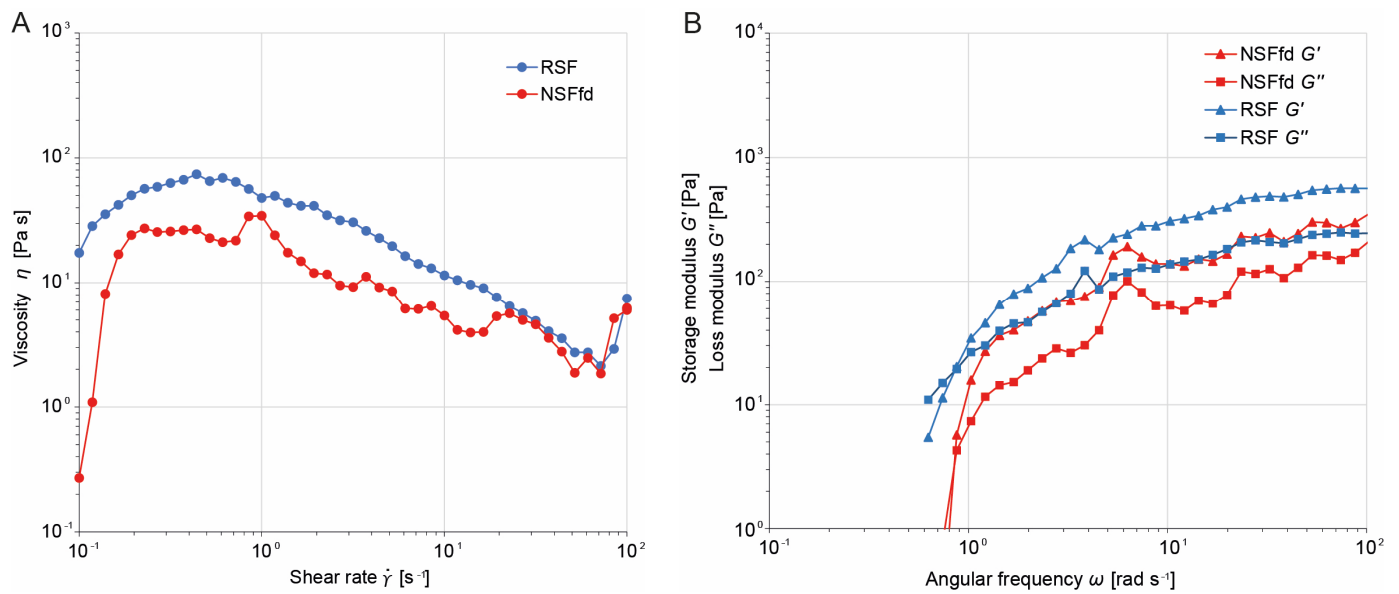 A
Viscosity η [Pa s]
10³
10²
10¹
10⁰
10⁻¹
RSF
NSFfd
10⁻¹
10⁰
10¹
10²
Shear rate γ̇ [s⁻¹]
B
Storage modulus G′ [Pa]
Loss modulus G″ [Pa]
10⁴
10³
10²
10¹
10⁰
NSFfd G′
NSFfd G″
RSF G′
RSF G″
10⁻¹
10⁰
10¹
10²
Angular frequency ω [rad s⁻¹]